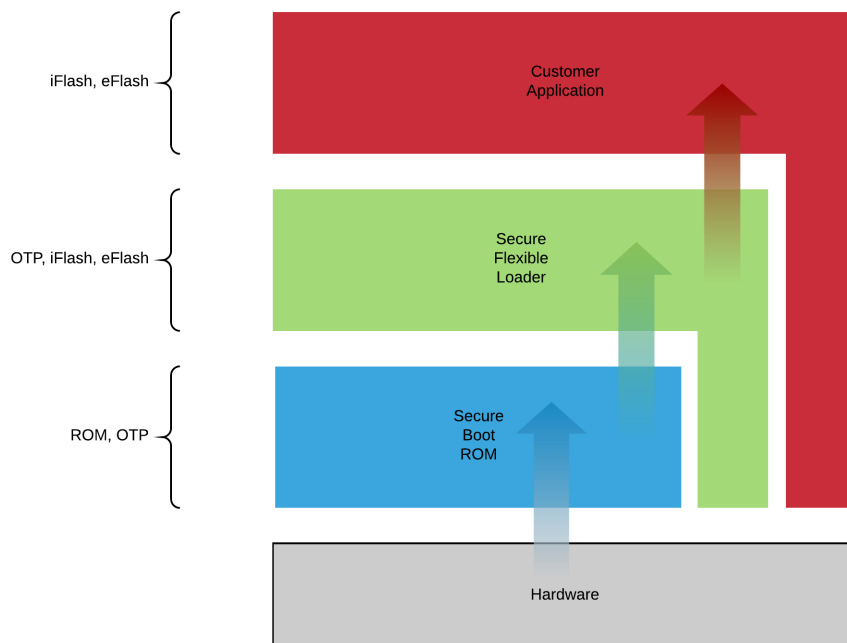 iFlash, eFlash
Customer
Application
OTP, iFlash, eFlash
Secure
Flexible
Loader
ROM, OTP
Secure
Boot
ROM
Hardware